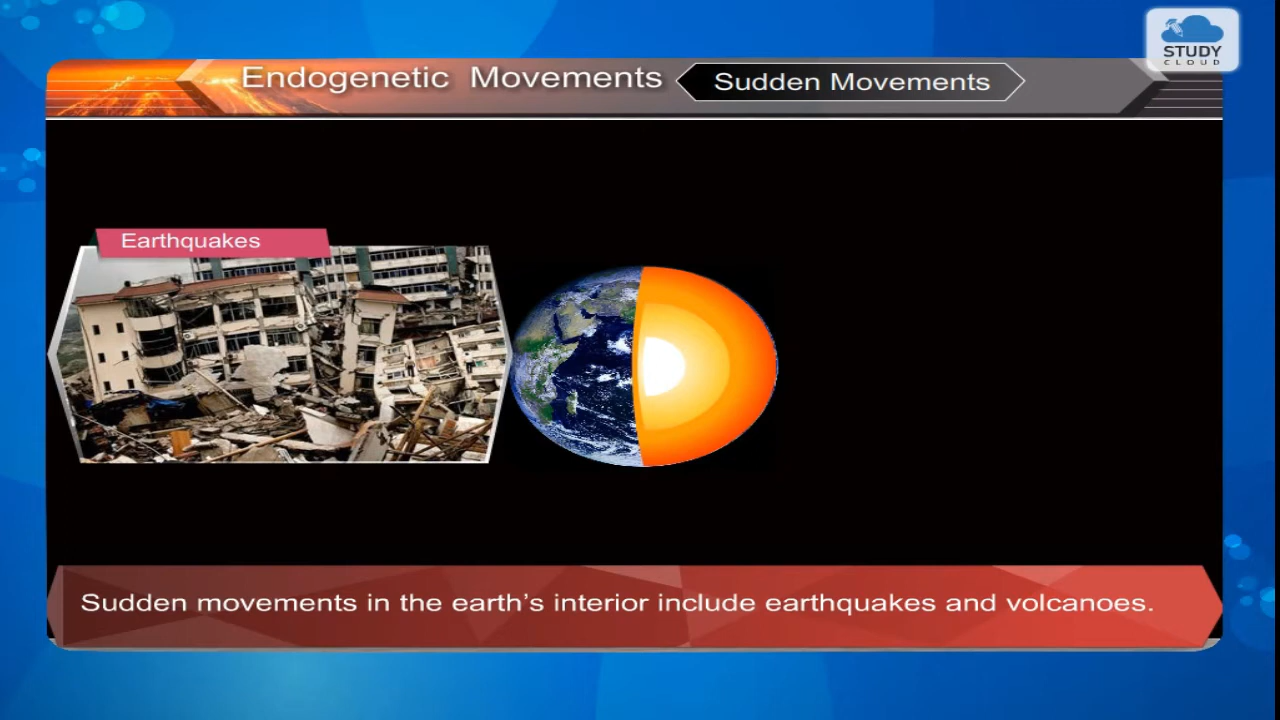 STUDY
CLOUD
Endogenetic Movements
Sudden Movements
Earthquakes
Sudden movements in the earth’s interior include earthquakes and volcanoes.